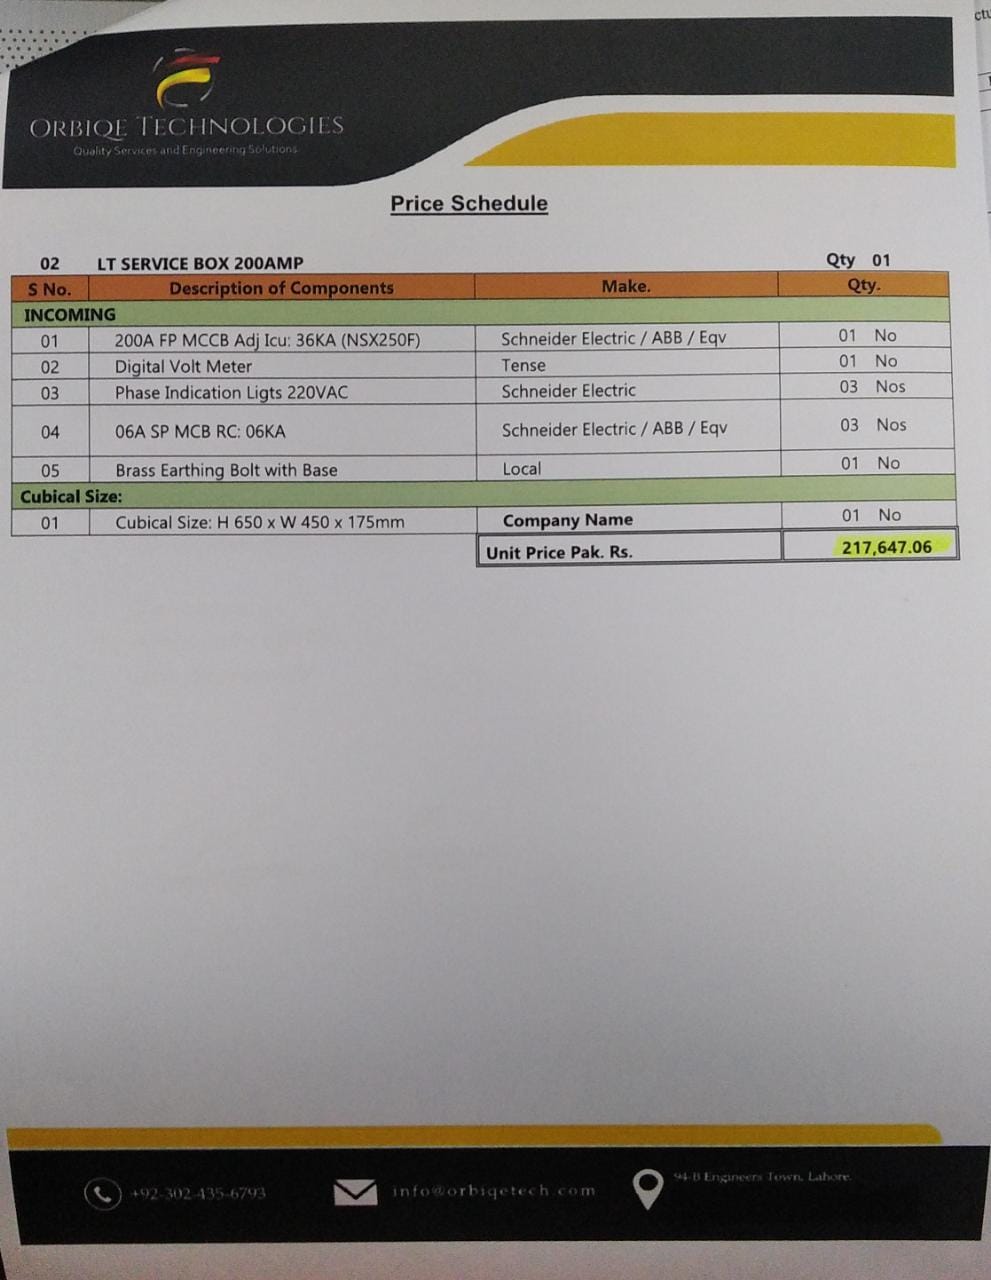 ORBIQE TECHNOLOGIES
Quality Services and Engineering Solutions
Price Schedule
02 LT SERVICE BOX 200AMP Qty 01
S No. Description of Components Make. Qty.
INCOMING
01 200A FP MCCB Adj Icu: 36KA (NSX250F) Schneider Electric / ABB / Eqv 01 No
02 Digital Volt Meter Tense 01 No
03 Phase Indication Ligts 220VAC Schneider Electric 03 Nos
04 06A SP MCB RC: 06KA Schneider Electric / ABB / Eqv 03 Nos
05 Brass Earthing Bolt with Base Local 01 No
Cubical Size:
01 Cubical Size: H 650 x W 450 x 175mm Company Name 01 No
Unit Price Pak. Rs. 217,647.06
+92-302-435-6793 info@orbiqetech.com 94-B Engineers Town, Lahore.